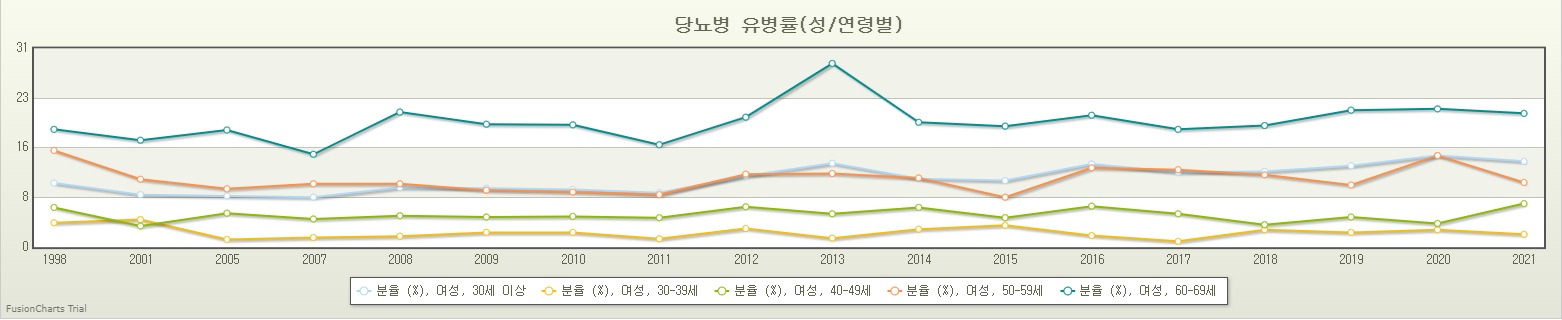 당뇨병 유병률(성/연령별)
31
23
16
8
0
1998 2001 2005 2007 2008 2009 2010 2011 2012 2013 2014 2015 2016 2017 2018 2019 2020 2021
분율 (%), 여성, 30세 이상 분율 (%), 여성, 30-39세 분율 (%), 여성, 40-49세 분율 (%), 여성, 50-59세 분율 (%), 여성, 60-69세
FusionCharts Trial